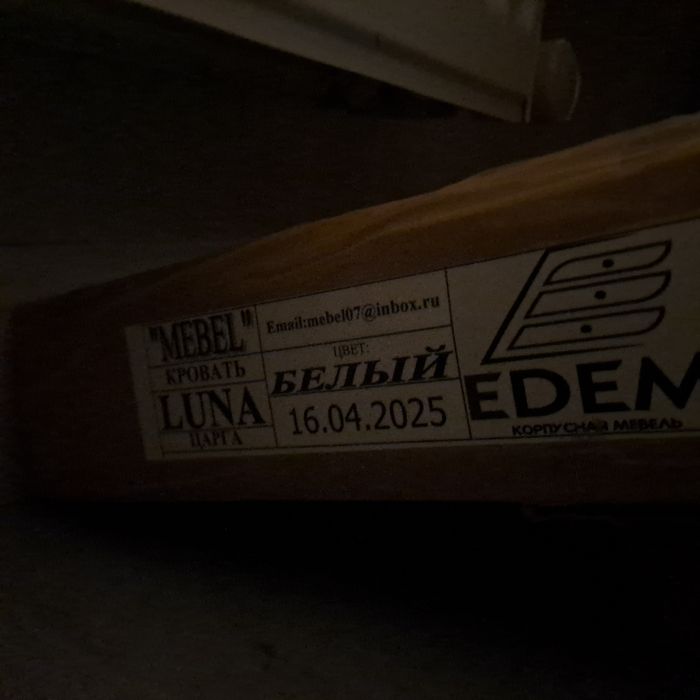 "MEBEL"
КРОВАТЬ
LUNA
ЦАРГА
Email:mebel07@inbox.ru
ЦВЕТ:
БЕЛЫЙ
16.04.2025
EDEM
КОРПУСНАЯ МЕБЕЛЬ